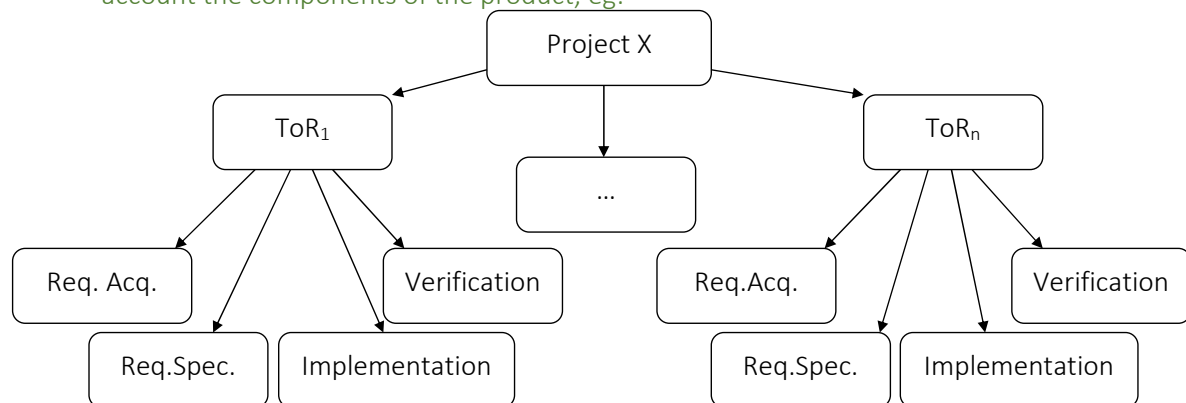 account the components of the product, eg.
Project X
ToR₁
ToRₙ
...
Req. Acq.
Verification
Req.Acq.
Verification
Req.Spec.
Implementation
Req.Spec.
Implementation